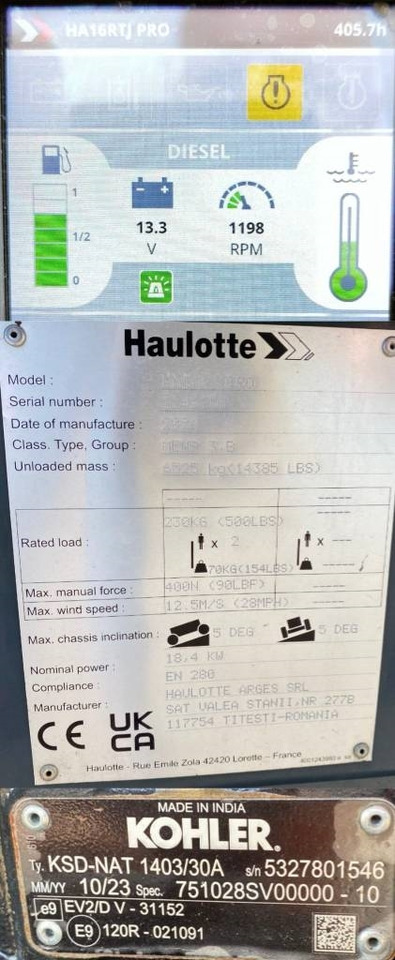 HA16RTJ PRO 405.7H
DIESEL
1
1/2
0
13.3
V
1198
RPM
Haulotte
Model :
Serial number :
Date of manufacture :
Class. Type, Group : MEWP 3.B
Unloaded mass : 6525 kg(14385 LBS)
----- -----
230KG (500LBS) -----
Rated load : x 2 x ---
70KG(154LBS) -----/
Max. manual force : 400N (90LBF) -----
Max. wind speed : 12.5M/S (28MPH) -----
Max. chassis inclination : 5 DEG 5 DEG
Nominal power : 18,4 KW
Compliance : EN 280
Manufacturer : HAULOTTE ARGES SRL
SAT VALEA STANII,NR 277B
117754 TITESTI-ROMANIA
CE UK
CA
Haulotte - Rue Emile Zola 42420 Lorette – France
MADE IN INDIA
KOHLER.
Ty. KSD-NAT 1403/30A s/n 5327801546
MM/YY 10/23 Spec. 751028SV00000 - 10
e9 EV2/D V - 31152
E9 120R - 021091